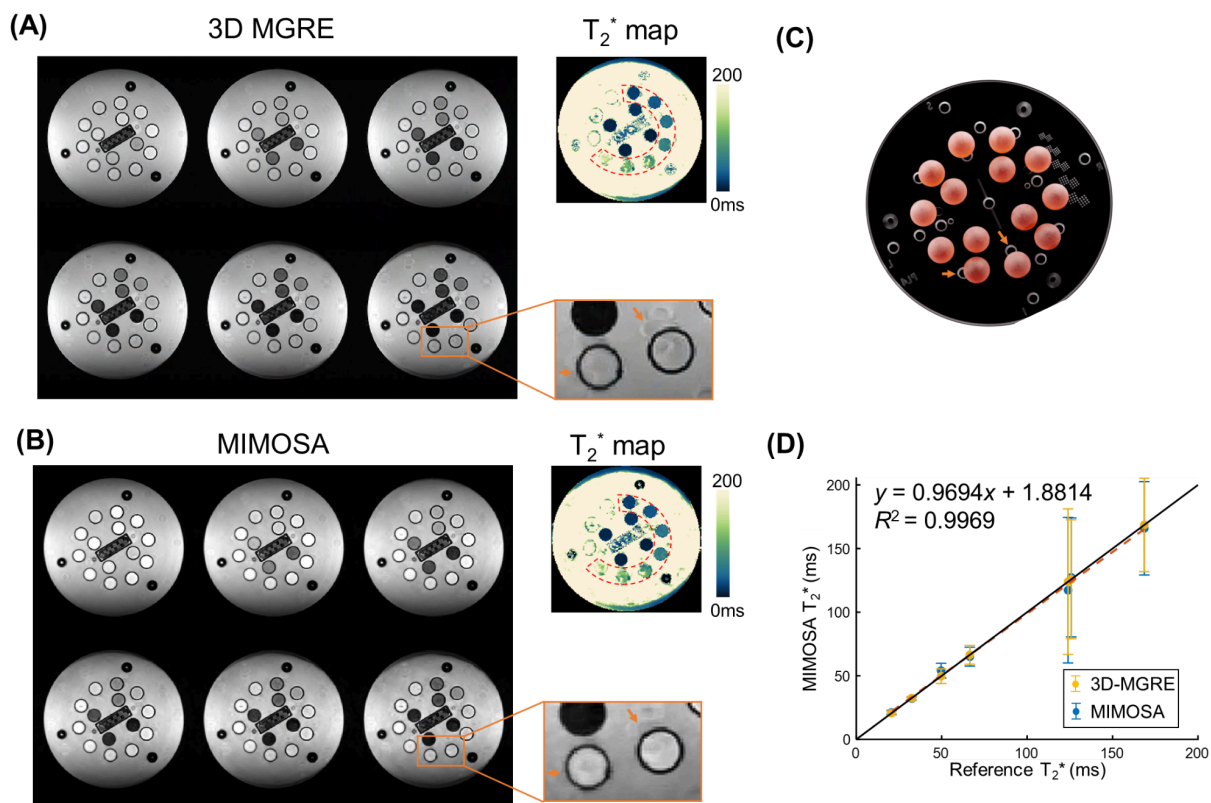 (A)
3D MGRE
T2* map
200
0ms
(B)
MIMOSA
T2* map
200
0ms
(C)
(D)
y = 0.9694x + 1.8814
R² = 0.9969
MIMOSA T2* (ms)
200
150
100
50
0
3D-MGRE
MIMOSA
0
50
100
150
200
Reference T2* (ms)